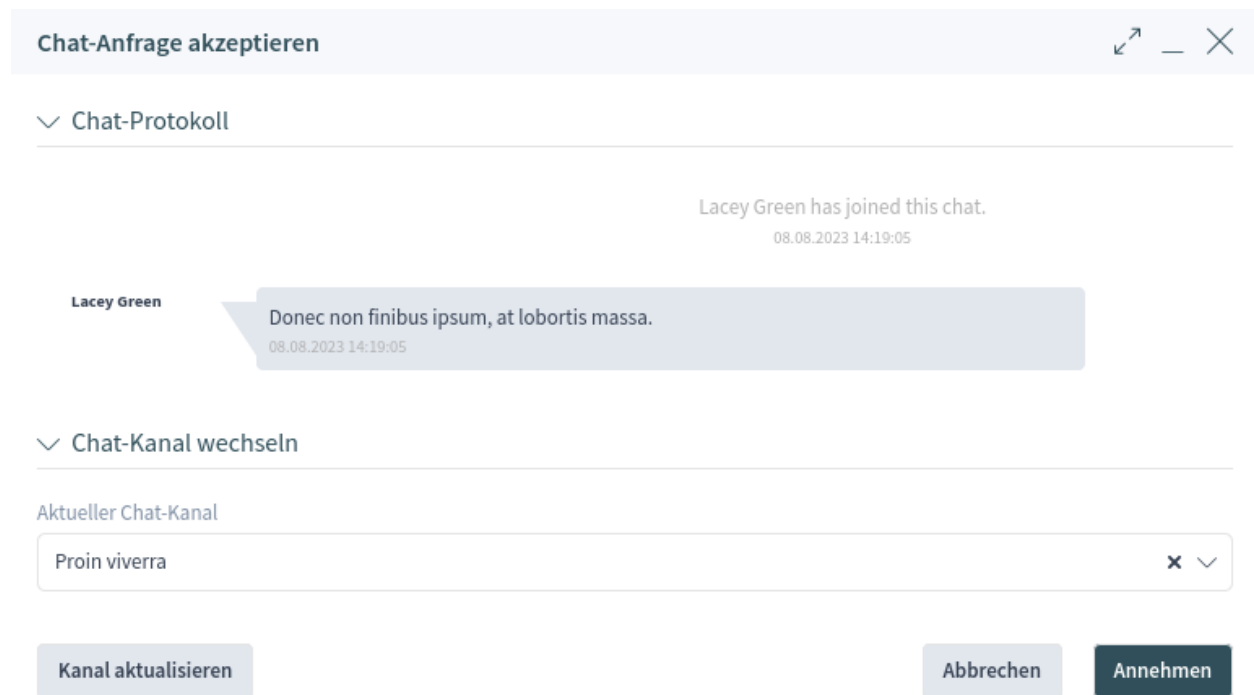 Chat-Anfrage akzeptieren
Chat-Protokoll
Lacey Green has joined this chat.
08.08.2023 14:19:05
Lacey Green
Donec non finibus ipsum, at lobortis massa.
08.08.2023 14:19:05
Chat-Kanal wechseln
Aktueller Chat-Kanal
Proin viverra
Kanal aktualisieren
Abbrechen
Annehmen